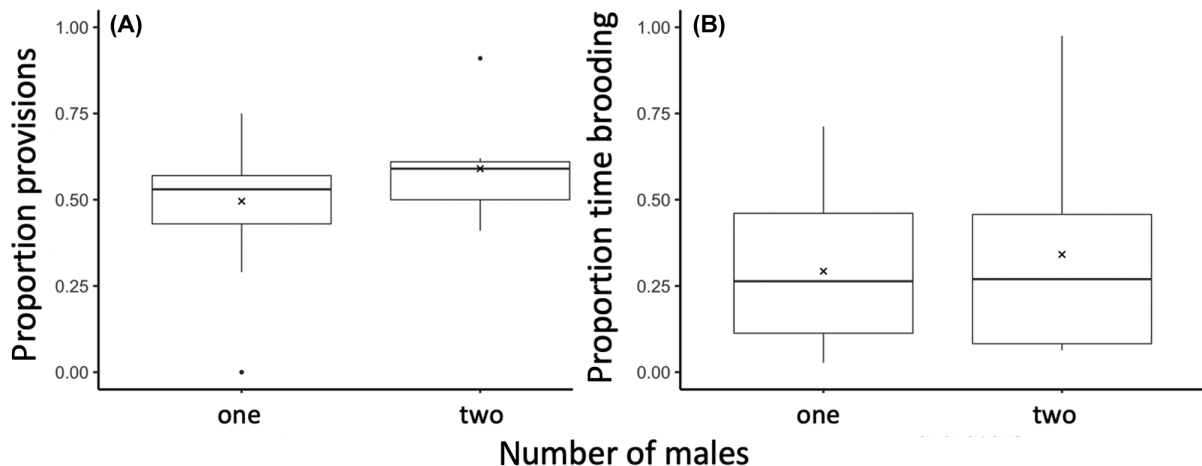 (A)
Proportion provisions
1.00
0.75
0.50
0.25
0.00
one two
(B)
Proportion time brooding
1.00
0.75
0.50
0.25
0.00
one two
Number of males